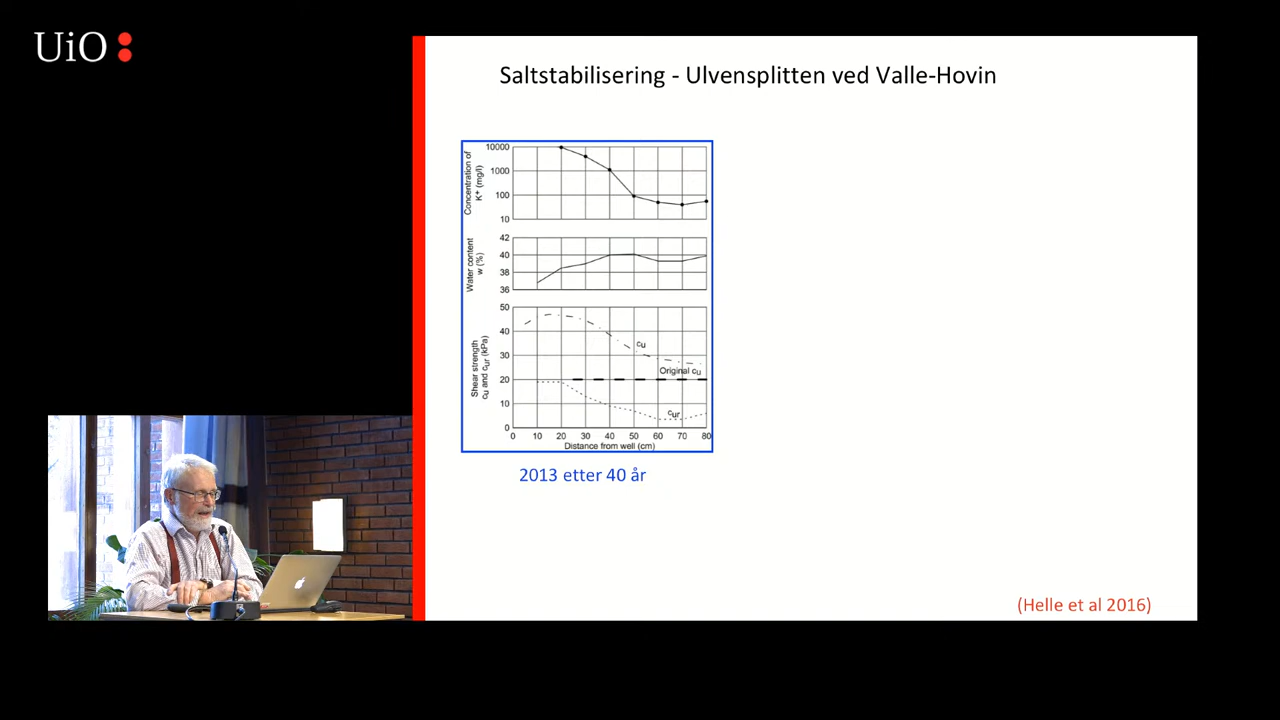 UiO
Saltstabilisering - Ulvensplitten ved Valle-Hovin
Concentration of
K+ (mg/l)
10000
1000
100
10
Water content
w (%)
42
40
38
36
Shear strength
cu and cur (kPa)
50
40
30
20
10
0
cu
Original cu
cur
0 10 20 30 40 50 60 70 80
Distance from well (cm)
2013 etter 40 år
(Helle et al 2016)